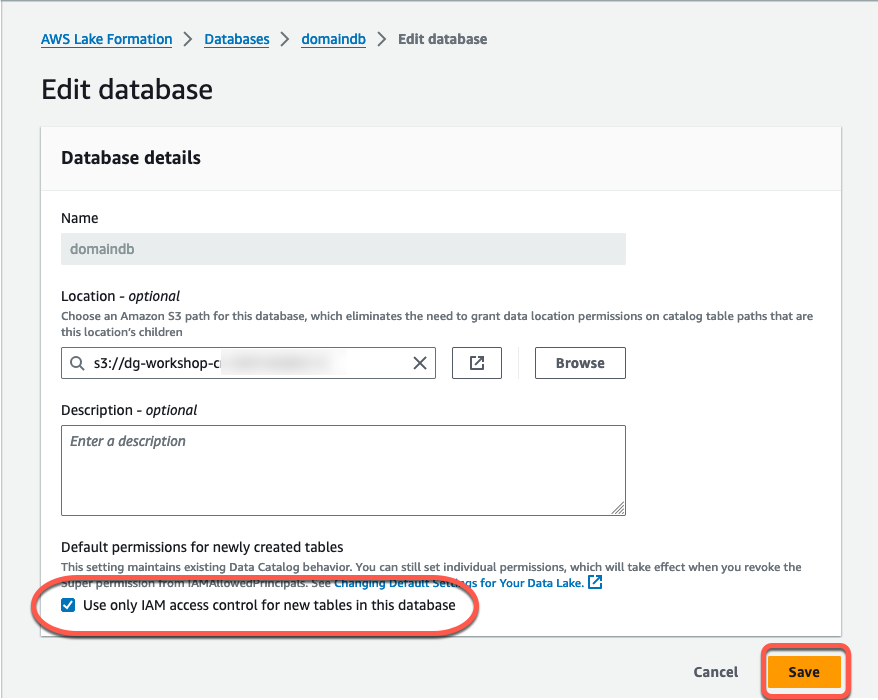 AWS Lake Formation > Databases > domaindb > Edit database
Edit database
Database details
Name
domaindb
Location - optional
Choose an Amazon S3 path for this database, which eliminates the need to grant data location permissions on catalog table paths that are
this location's children
s3://dg-workshop-c
Browse
Description - optional
Enter a description
Default permissions for newly created tables
This setting maintains existing Data Catalog behavior. You can still set individual permissions, which will take effect when you revoke the
Super permission from IAMAllowedPrincipals. See Changing Default Settings for Your Data Lake.
Use only IAM access control for new tables in this database
Cancel
Save